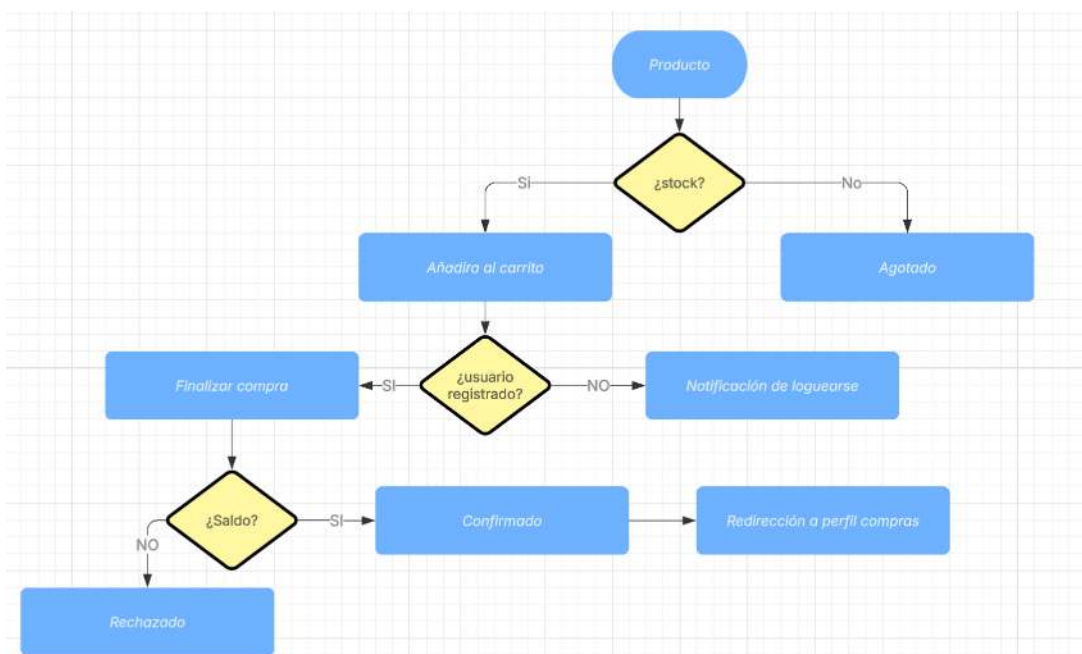 Producto
¿stock?
Si
No
Añadira al carrito
Agotado
Finalizar compra
SI
¿usuario
registrado?
NO
Notificación de loguearse
¿Saldo?
SI
Confirmado
Redirección a perfil compras
NO
Rechazado